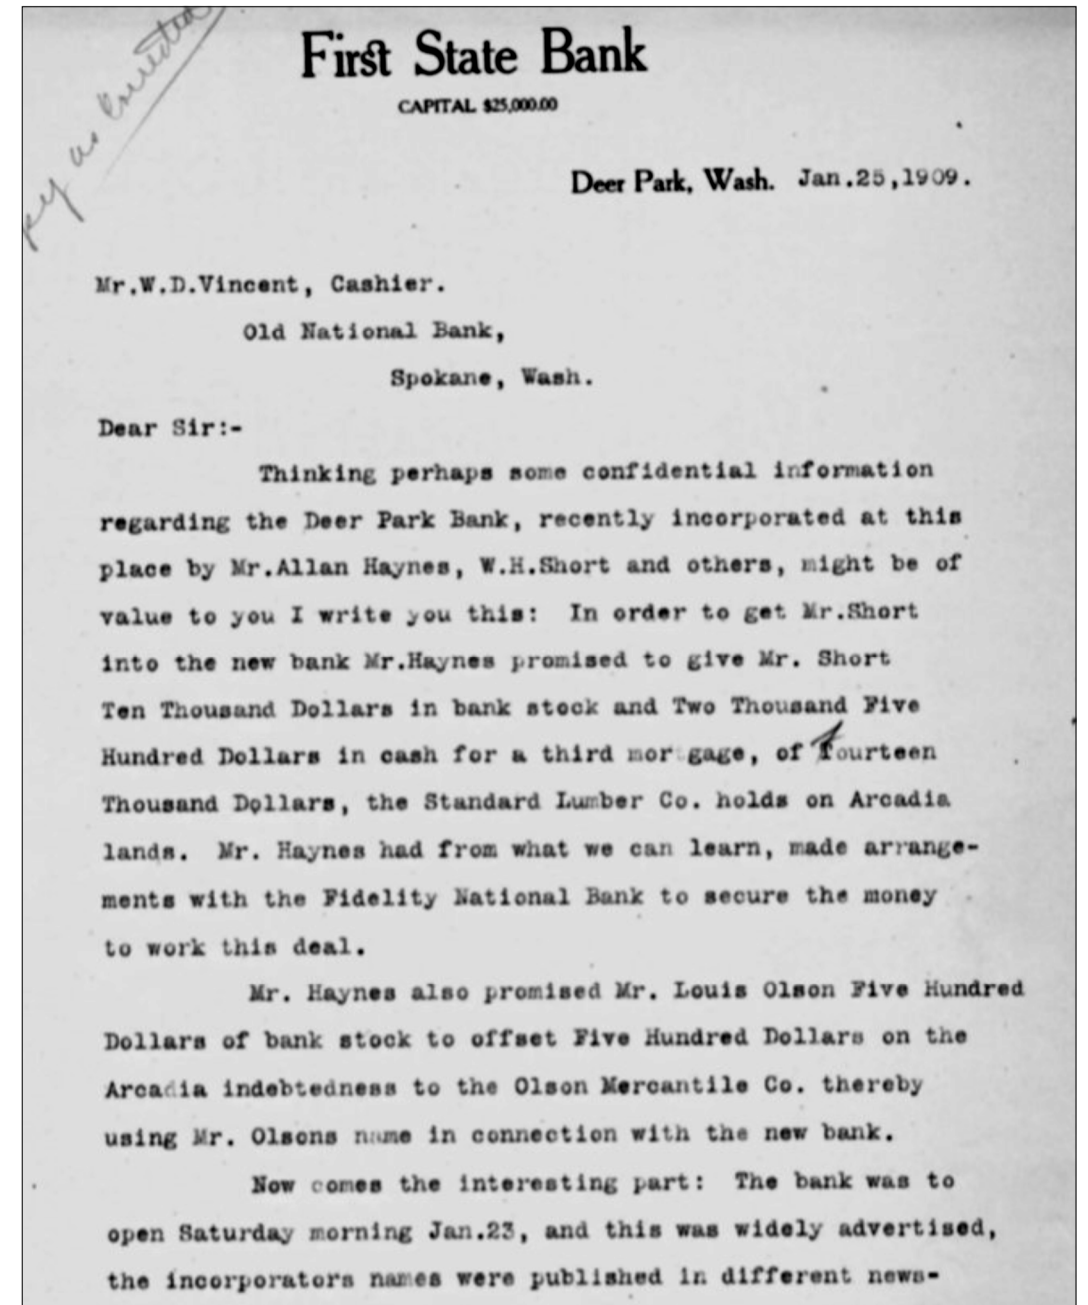 py as Corrected
First State Bank
CAPITAL $25,000.00
Deer Park, Wash. Jan.25,1909.
Mr.W.D.Vincent, Cashier.
Old National Bank,
Spokane, Wash.
Dear Sir:-
Thinking perhaps some confidential information
regarding the Deer Park Bank, recently incorporated at this
place by Mr.Allan Haynes, W.H.Short and others, might be of
value to you I write you this: In order to get Mr.Short
into the new bank Mr.Haynes promised to give Mr. Short
Ten Thousand Dollars in bank stock and Two Thousand Five
Hundred Dollars in cash for a third mortgage, of fourteen
Thousand Dollars, the Standard Lumber Co. holds on Arcadia
lands. Mr. Haynes had from what we can learn, made arrange-
ments with the Fidelity National Bank to secure the money
to work this deal.
Mr. Haynes also promised Mr. Louis Olson Five Hundred
Dollars of bank stock to offset Five Hundred Dollars on the
Arcadia indebtedness to the Olson Mercantile Co. thereby
using Mr. Olsons name in connection with the new bank.
Now comes the interesting part: The bank was to
open Saturday morning Jan.23, and this was widely advertised,
the incorporators names were published in different news-